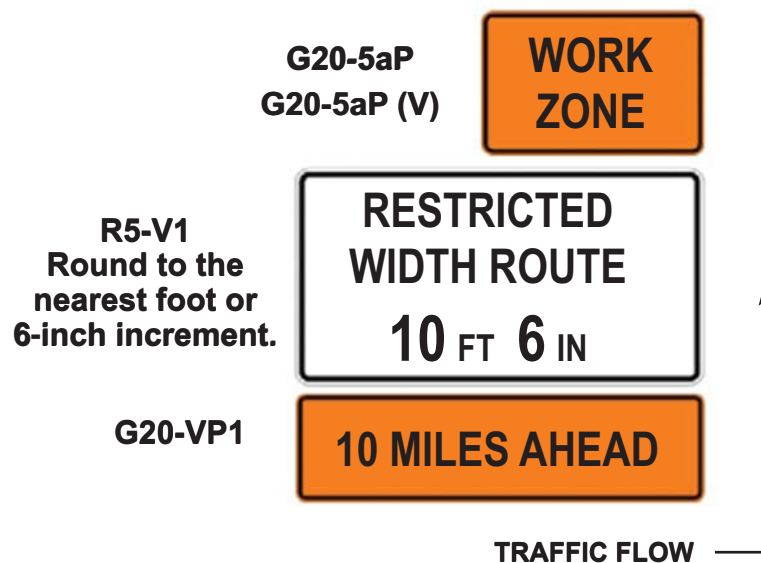 G20-5aP
G20-5aP (V)
WORK
ZONE
R5-V1
Round to the
nearest foot or
6-inch increment.
RESTRICTED
WIDTH ROUTE
10 FT 6 IN
G20-VP1
10 MILES AHEAD
TRAFFIC FLOW